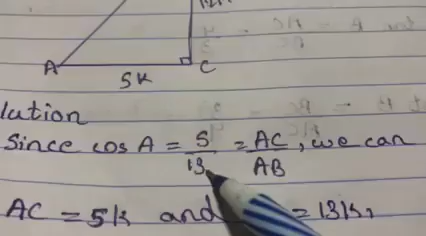 A
C
5k
lution
Since cos A = 5/13 = AC/AB, we can
AC = 5k and = 13k,